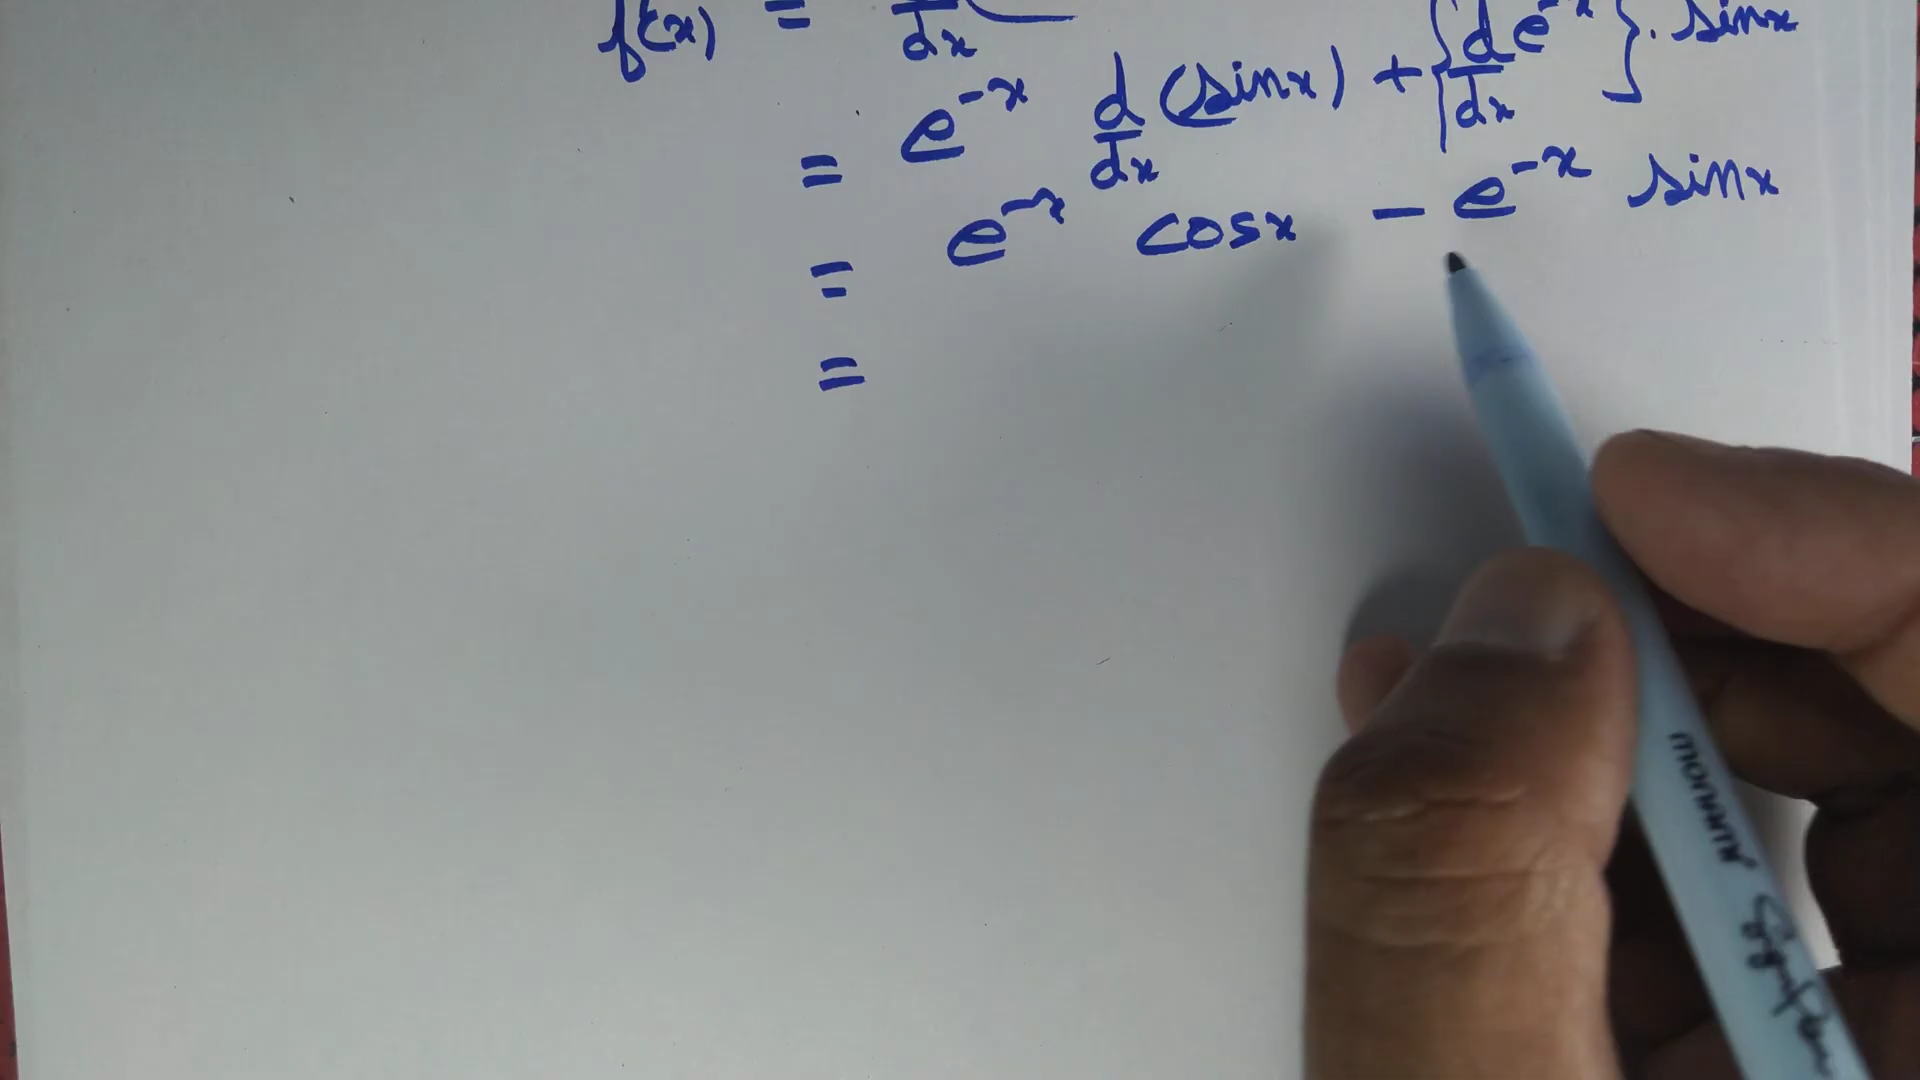 f'(x) = d/dx (
= e^-x d/dx (sinx) + {d/dx e^-x} . sinx
= e^-x cosx - e^-x sinx
=